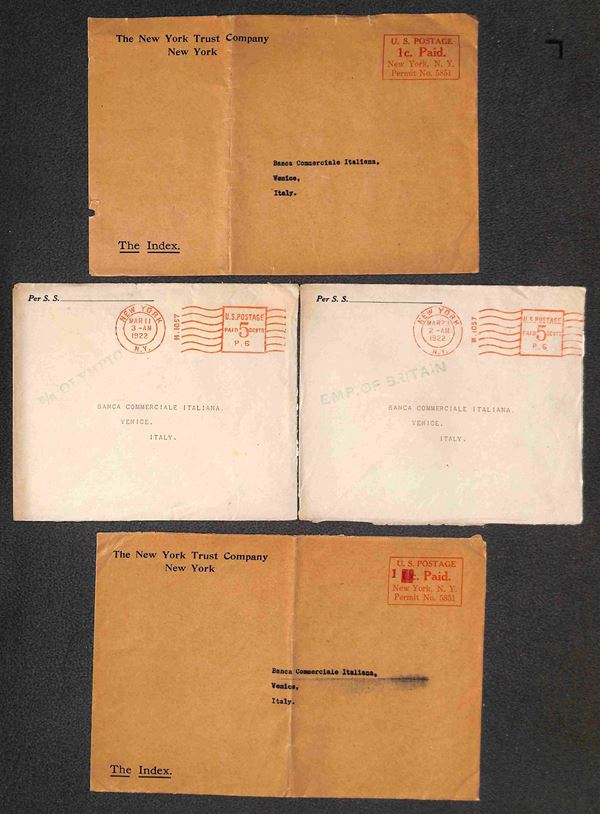 The New York Trust Company
New York
U. S. POSTAGE
1c. Paid.
New York, N. Y.
Permit No. 5851
Banca Commerciale Italiana,
Venice,
Italy.
The Index.
Per S. S.
NEW YORK
MAR 11
3 - AM
1922
N.Y.
M.1057
U.S. POSTAGE
PAID 5 CENTS
P. 6
BANCA COMMERCIALE ITALIANA.
VENICE.
ITALY.
Per S. S.
NEW YORK
2 - AM
1922
N.Y.
M.1057
U.S. POSTAGE
PAID 5 CENTS
P. 6
EMP. OF BRITAIN
BANCA COMMERCIALE ITALIANA.
VENICE.
ITALY.
The New York Trust Company
New York
U. S. POSTAGE
c. Paid.
New York, N. Y.
Permit No. 5851
Banca Commerciale Italiana,
Venice,
Italy.
The Index.